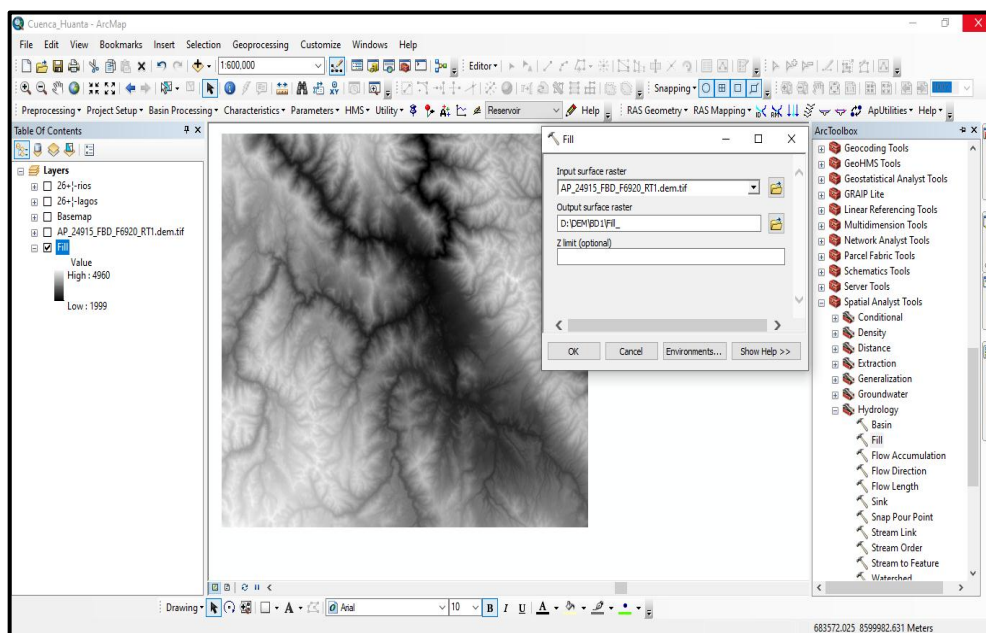 Cuenca_Huanta - ArcMap
File Edit View Bookmarks Insert Selection Geoprocessing Customize Windows Help
1:600,000 Editor
Snapping
Preprocessing Project Setup Basin Processing Characteristics Parameters HMS Utility Reservoir Help RAS Geometry RAS Mapping ApUtilities Help
Table Of Contents
Layers
26+¦-rios
26+¦-lagos
Basemap
AP_24915_FBD_F6920_RT1.dem.tif
Fill
Value
High : 4960
Low : 1999
Fill
Input surface raster
AP_24915_FBD_F6920_RT1.dem.tif
Output surface raster
D:\DEM\BD1\Fill_
Z limit (optional)
OK Cancel Environments... Show Help >>
ArcToolbox
Geocoding Tools
GeoHMS Tools
Geostatistical Analyst Tools
GRAIP Lite
Linear Referencing Tools
Multidimension Tools
Network Analyst Tools
Parcel Fabric Tools
Schematics Tools
Server Tools
Spatial Analyst Tools
Conditional
Density
Distance
Extraction
Generalization
Groundwater
Hydrology
Basin
Fill
Flow Accumulation
Flow Direction
Flow Length
Sink
Snap Pour Point
Stream Link
Stream Order
Stream to Feature
Watershed
Drawing A Arial 10 B I U A
683572.025 8599982.631 Meters